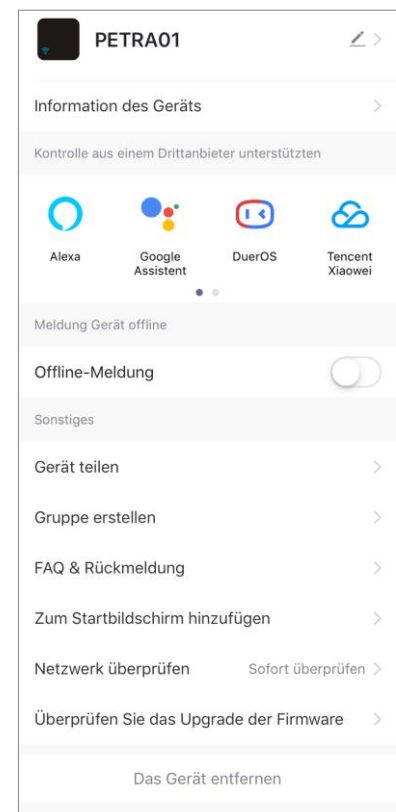 PETRA01
Information des Geräts
Kontrolle aus einem Drittanbieter unterstützten
Alexa
Google
Assistent
DuerOS
Tencent
Xiaowei
Meldung Gerät offline
Offline-Meldung
Sonstiges
Gerät teilen
Gruppe erstellen
FAQ & Rückmeldung
Zum Startbildschirm hinzufügen
Netzwerk überprüfen Sofort überprüfen
Überprüfen Sie das Upgrade der Firmware
Das Gerät entfernen